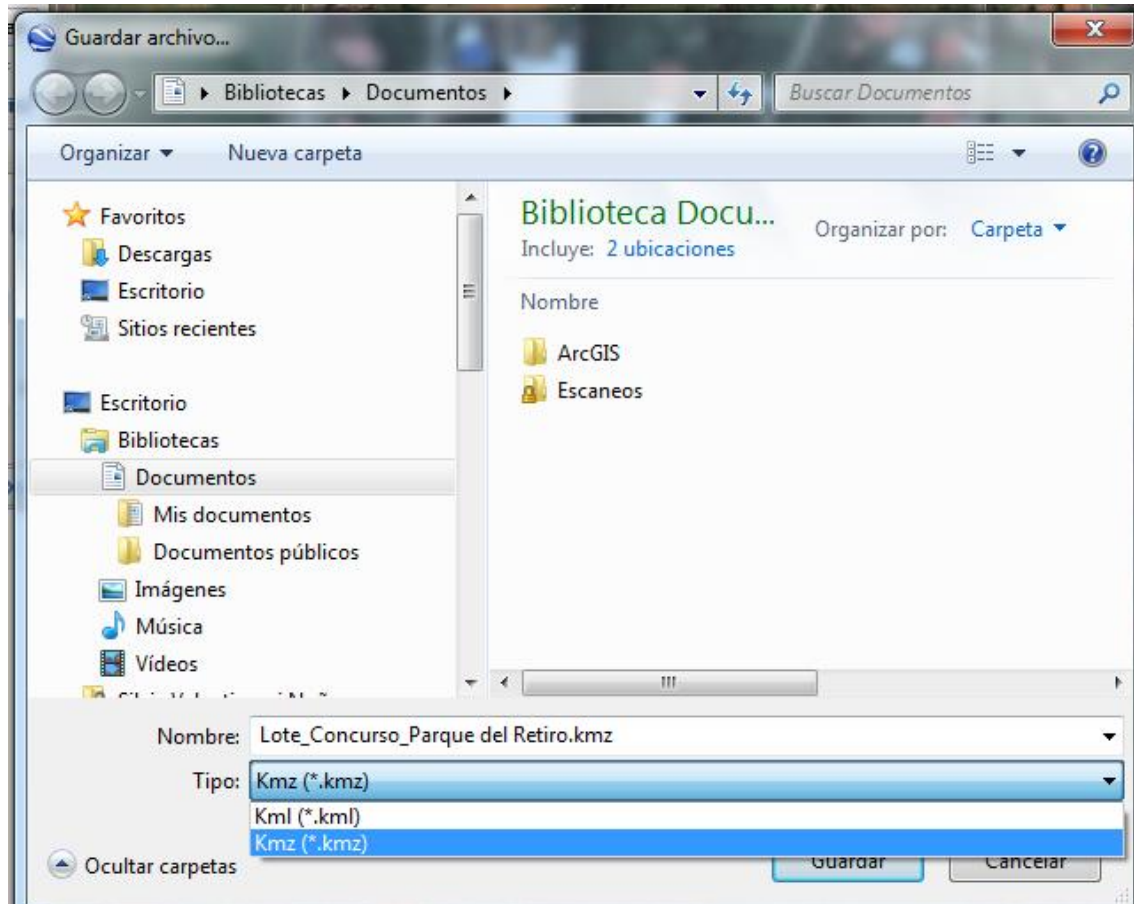 Guardar archivo...
Bibliotecas Documentos
Buscar Documentos
Organizar Nueva carpeta
Favoritos
Descargas
Escritorio
Sitios recientes
Escritorio
Bibliotecas
Documentos
Mis documentos
Documentos públicos
Imágenes
Música
Vídeos
Biblioteca Docu...
Incluye: 2 ubicaciones
Organizar por: Carpeta
Nombre
ArcGIS
Escaneos
Nombre: Lote_Concurso_Parque del Retiro.kmz
Tipo: Kmz (*.kmz)
Kml (*.kml)
Kmz (*.kmz)
Ocultar carpetas
Guardar Cancelar